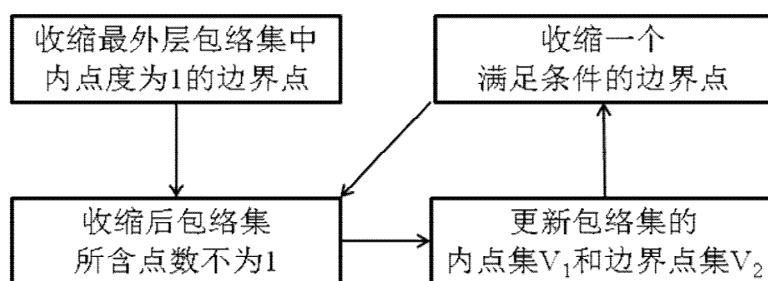 收缩最外层包络集中
内点度为1的边界点
收缩一个
满足条件的边界点
收缩后包络集
所含点数不为1
更新包络集的
内点集V₁和边界点集V₂